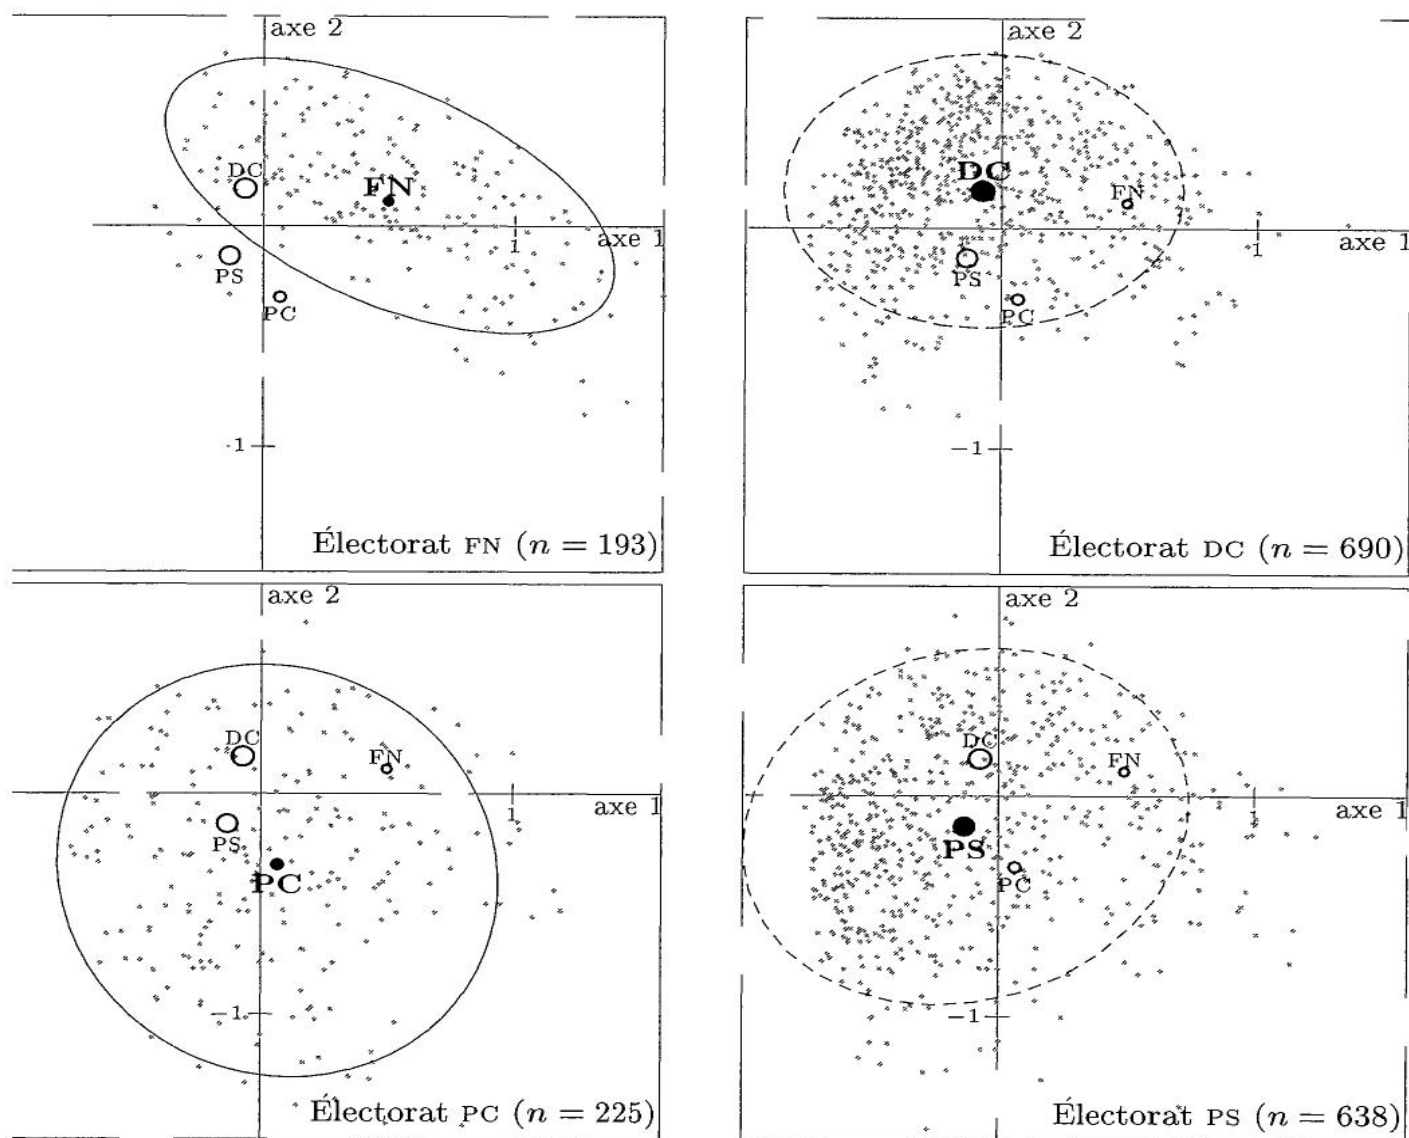 axe 2
DC
FN
1
axe 1
PS
PC
-1
Électorat FN (n = 193)
axe 2
DC
FN
axe 1
1
PS
PC
−1
Électorat DC (n = 690)
axe 2
DC
FN
1
axe 1
PS
PC
−1
Électorat PC (n = 225)
axe 2
DC
FN
1
axe 1
PS
PC
−1
Électorat PS (n = 638)